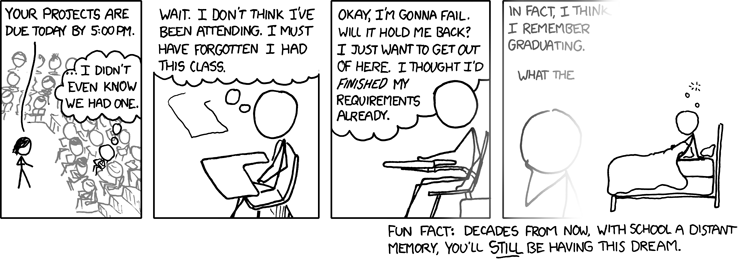 YOUR PROJECTS ARE
DUE TODAY BY 5:00 PM.
...I DIDN'T
EVEN KNOW
WE HAD ONE.
WAIT. I DON'T THINK I'VE
BEEN ATTENDING. I MUST
HAVE FORGOTTEN I HAD
THIS CLASS.
OKAY, I'M GONNA FAIL.
WILL IT HOLD ME BACK?
I JUST WANT TO GET OUT
OF HERE. I THOUGHT I'D
FINISHED MY
REQUIREMENTS
ALREADY.
IN FACT, I THINK
I REMEMBER
GRADUATING.
WHAT THE
FUN FACT: DECADES FROM NOW, WITH SCHOOL A DISTANT
MEMORY, YOU'LL STILL BE HAVING THIS DREAM.